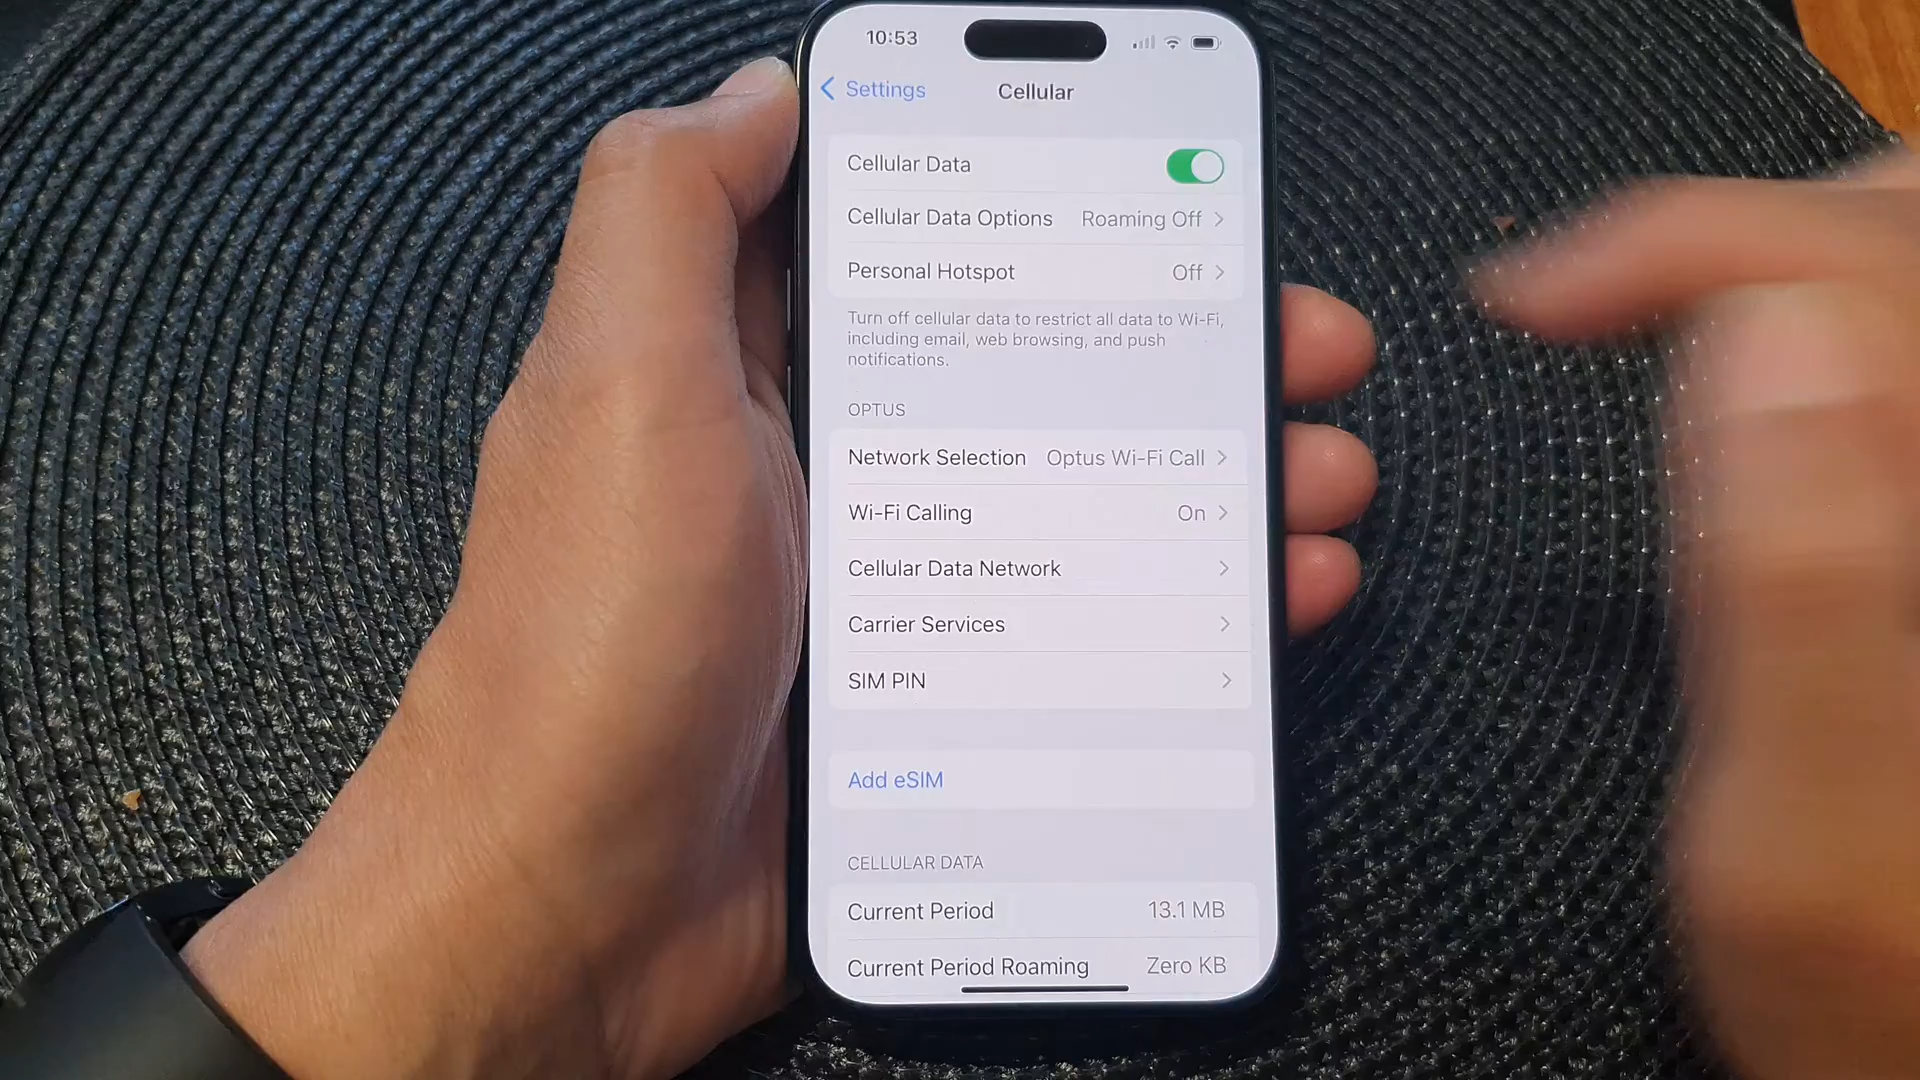 10:53
Settings
Cellular
Cellular Data
Cellular Data Options Roaming Off
Personal Hotspot Off
Turn off cellular data to restrict all data to Wi-Fi,
including email, web browsing, and push
notifications.
OPTUS
Network Selection Optus Wi-Fi Call
Wi-Fi Calling On
Cellular Data Network
Carrier Services
SIM PIN
Add eSIM
CELLULAR DATA
Current Period 13.1 MB
Current Period Roaming Zero KB